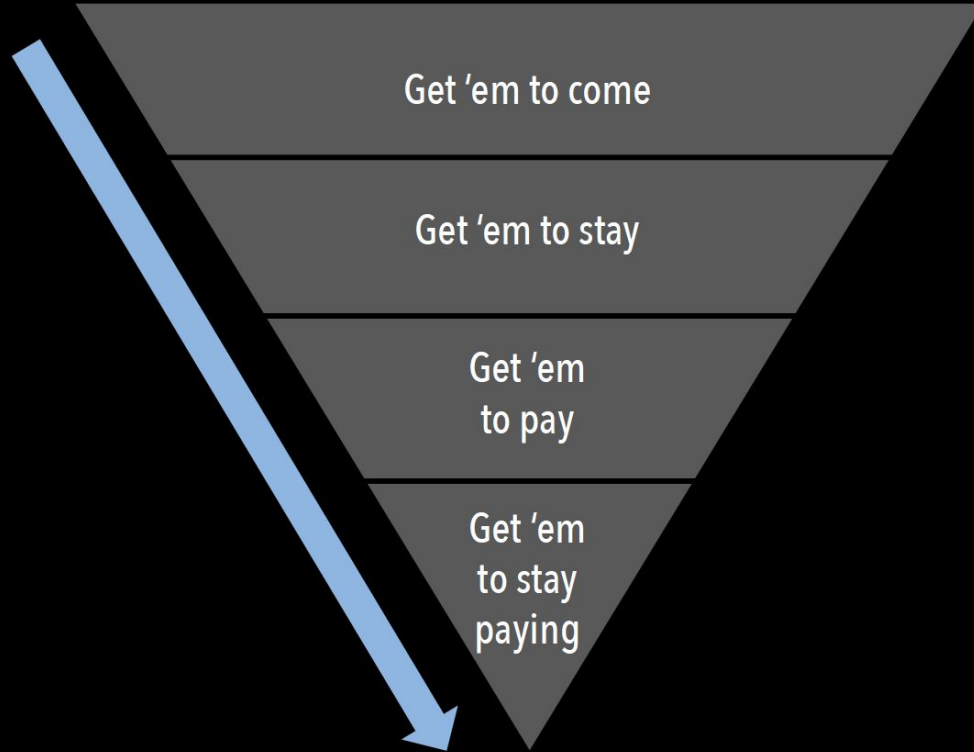 Get ‘em to come
Get ‘em to stay
Get ‘em
to pay
Get ‘em
to stay
paying